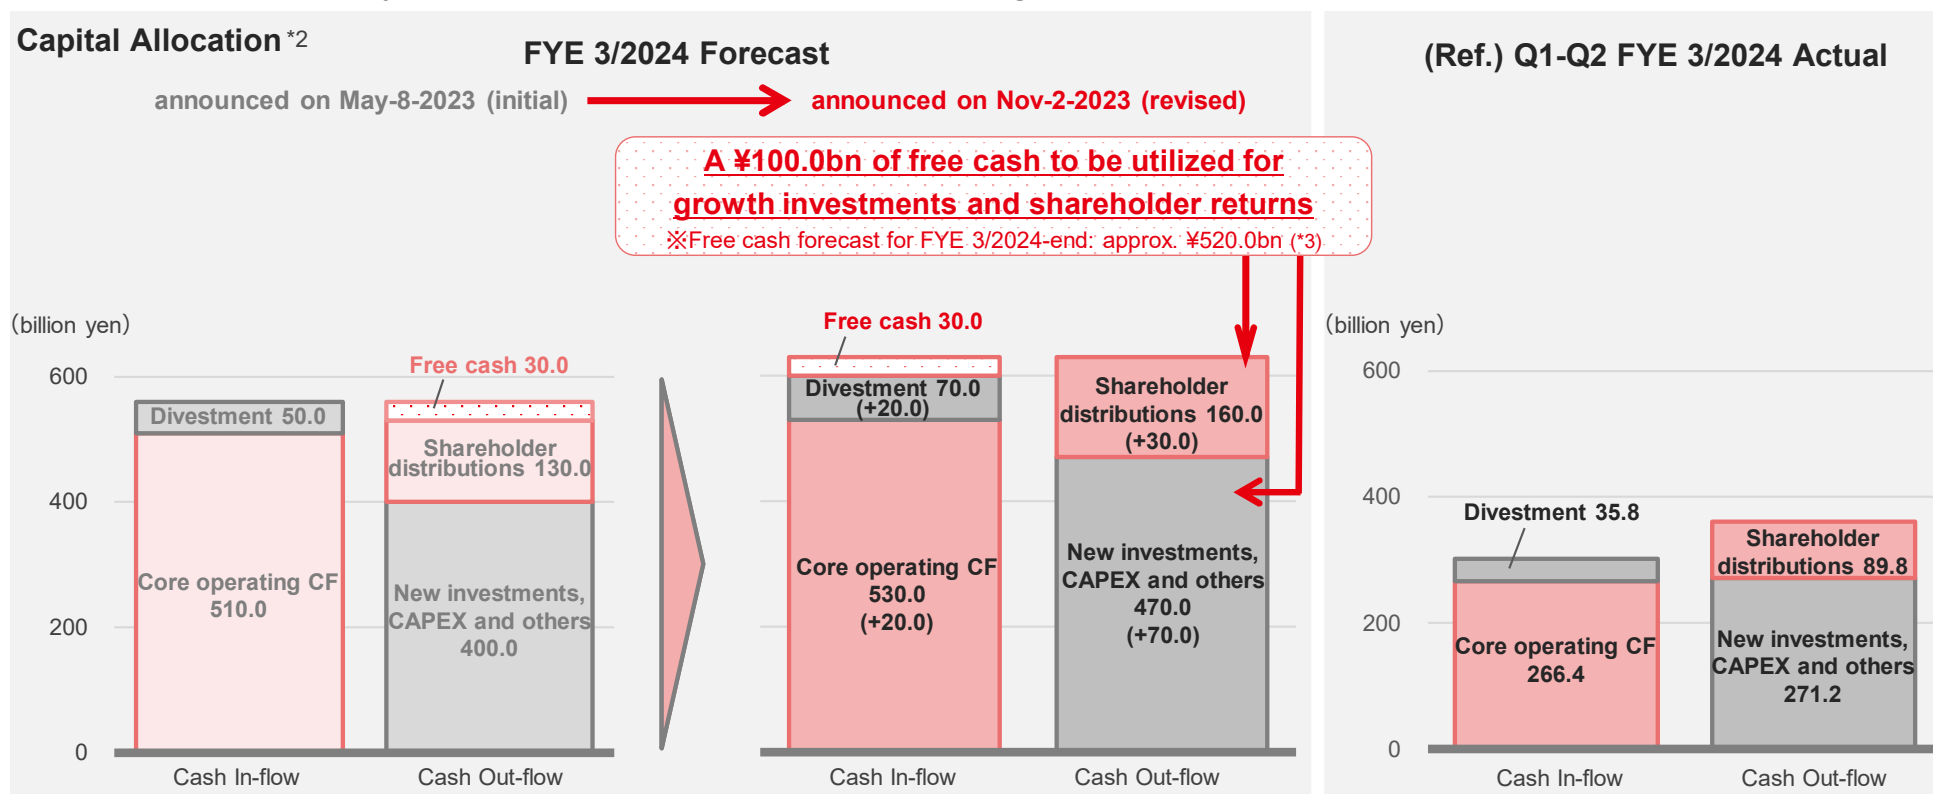 Capital Allocation *2
FYE 3/2024 Forecast
announced on May-8-2023 (initial)
announced on Nov-2-2023 (revised)
A ¥100.0bn of free cash to be utilized for
growth investments and shareholder returns
※Free cash forecast for FYE 3/2024-end: approx. ¥520.0bn (*3)
(billion yen)
600
400
200
0
Divestment 50.0
Core operating CF
510.0
Cash In-flow
Free cash 30.0
Shareholder
distributions 130.0
New investments,
CAPEX and others
400.0
Cash Out-flow
Free cash 30.0
Divestment 70.0
(+20.0)
Core operating CF
530.0
(+20.0)
Cash In-flow
Shareholder
distributions 160.0
(+30.0)
New investments,
CAPEX and others
470.0
(+70.0)
Cash Out-flow
(Ref.) Q1-Q2 FYE 3/2024 Actual
(billion yen)
600
400
200
0
Divestment 35.8
Core operating CF
266.4
Cash In-flow
Shareholder
distributions 89.8
New investments,
CAPEX and others
271.2
Cash Out-flow